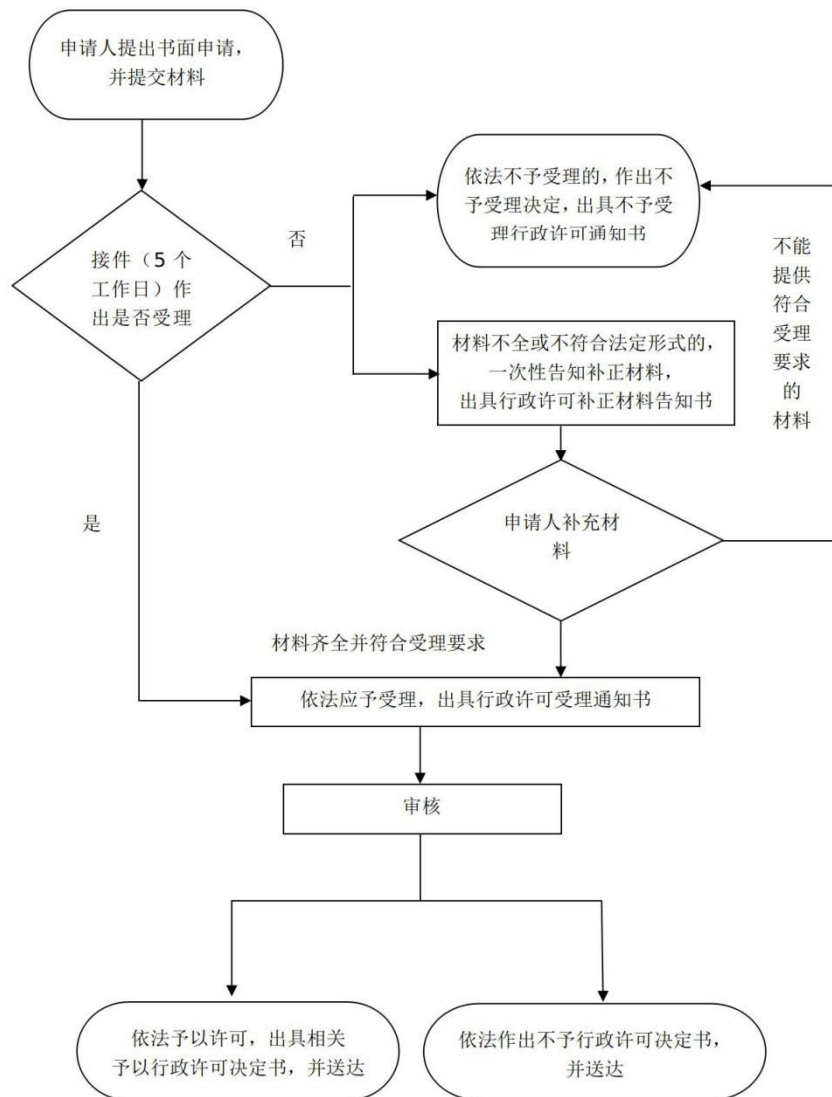 申请人提出书面申请，
并提交材料
依法不予受理的，作出不
予受理决定，出具不予受
理行政许可通知书
否
接件（5 个
工作日）作
出是否受理
不能
提供
符合
受理
要求
的
材料
材料不全或不符合法定形式的，
一次性告知补正材料，
出具行政许可补正材料告知书
是
申请人补充材
料
材料齐全并符合受理要求
依法应予受理，出具行政许可受理通知书
审核
依法予以许可，出具相关
予以行政许可决定书，并送达
依法作出不予行政许可决定书，
并送达